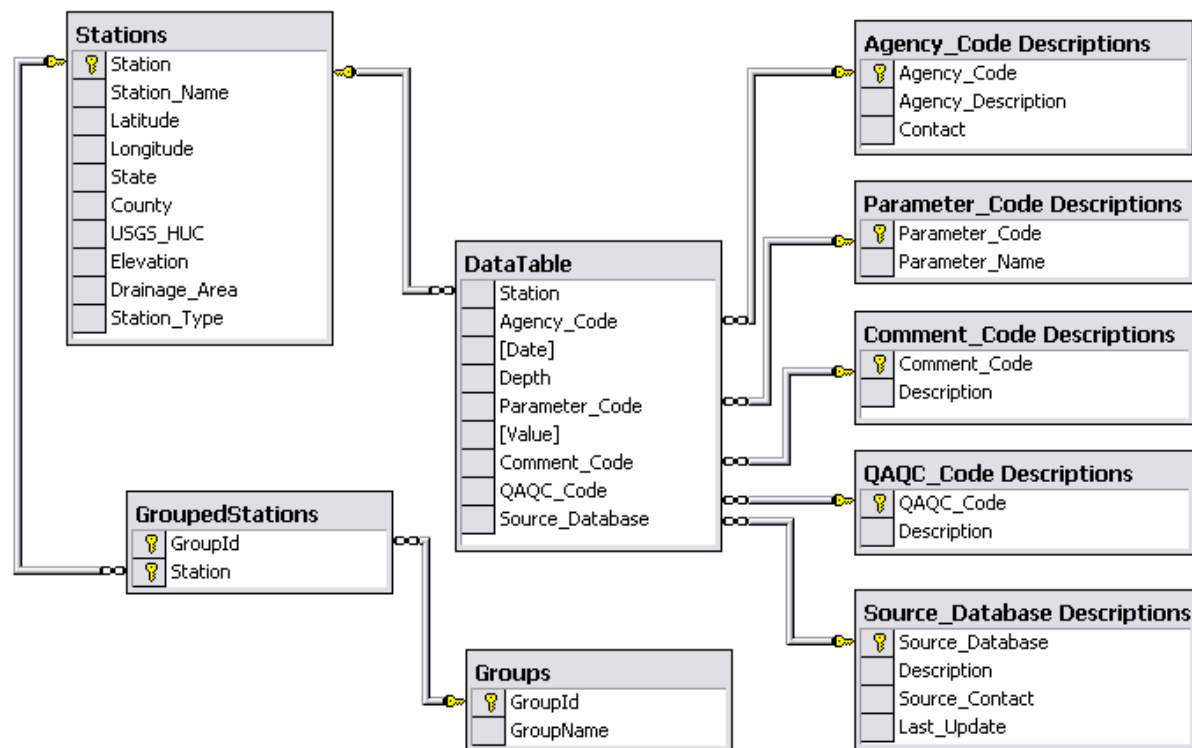 Stations
Station
Station_Name
Latitude
Longitude
State
County
USGS_HUC
Elevation
Drainage_Area
Station_Type
GroupedStations
GroupId
Station
DataTable
Station
Agency_Code
[Date]
Depth
Parameter_Code
[Value]
Comment_Code
QAQC_Code
Source_Database
Groups
GroupId
GroupName
Agency_Code Descriptions
Agency_Code
Agency_Description
Contact
Parameter_Code Descriptions
Parameter_Code
Parameter_Name
Comment_Code Descriptions
Comment_Code
Description
QAQC_Code Descriptions
QAQC_Code
Description
Source_Database Descriptions
Source_Database
Description
Source_Contact
Last_Update